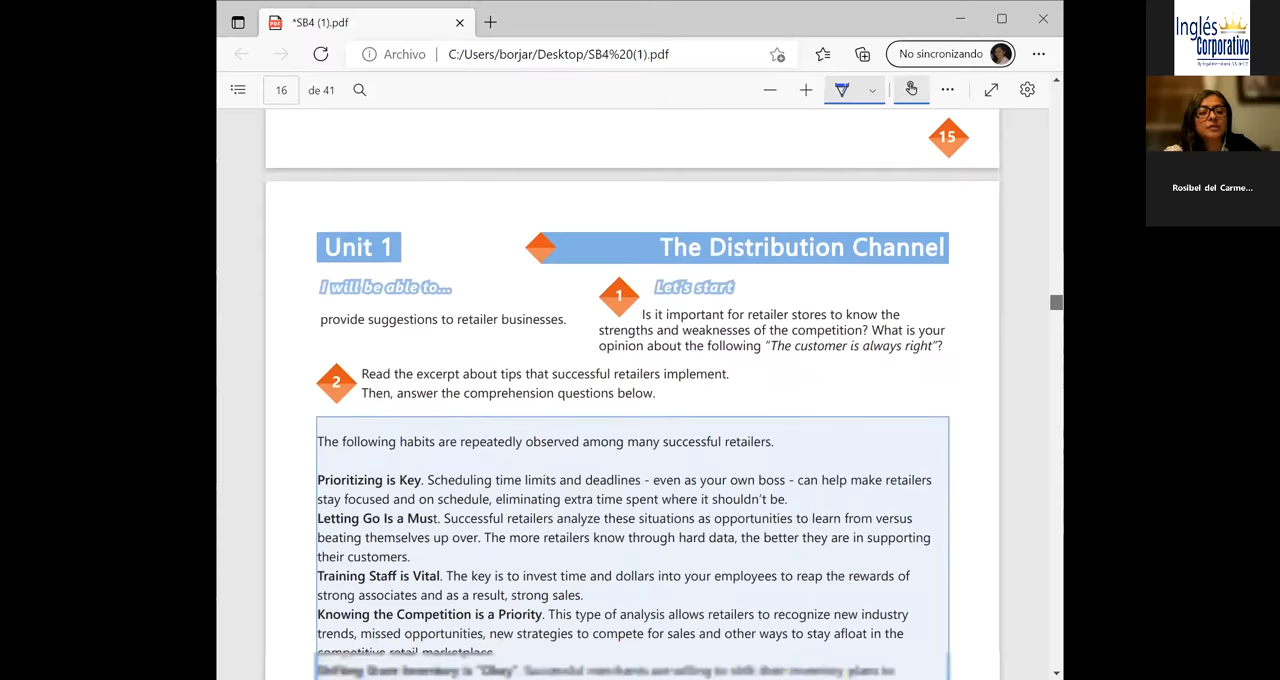 *SB4 (1).pdf
Archivo
C:/Users/borjar/Desktop/SB4%20(1).pdf
No sincronizando
16
de 41
15
Unit 1
The Distribution Channel
I will be able to...
provide suggestions to retailer businesses.
1
Let's start
Is it important for retailer stores to know the
strengths and weaknesses of the competition? What is your
opinion about the following "The customer is always right"?
2
Read the excerpt about tips that successful retailers implement.
Then, answer the comprehension questions below.
The following habits are repeatedly observed among many successful retailers.
Prioritizing is Key. Scheduling time limits and deadlines - even as your own boss - can help make retailers
stay focused and on schedule, eliminating extra time spent where it shouldn't be.
Letting Go Is a Must. Successful retailers analyze these situations as opportunities to learn from versus
beating themselves up over. The more retailers know through hard data, the better they are in supporting
their customers.
Training Staff is Vital. The key is to invest time and dollars into your employees to reap the rewards of
strong associates and as a result, strong sales.
Knowing the Competition is a Priority. This type of analysis allows retailers to recognize new industry
trends, missed opportunities, new strategies to compete for sales and other ways to stay afloat in the
competitive retail marketplace.
Inglés
Corporativo
Rosibel del Carme...